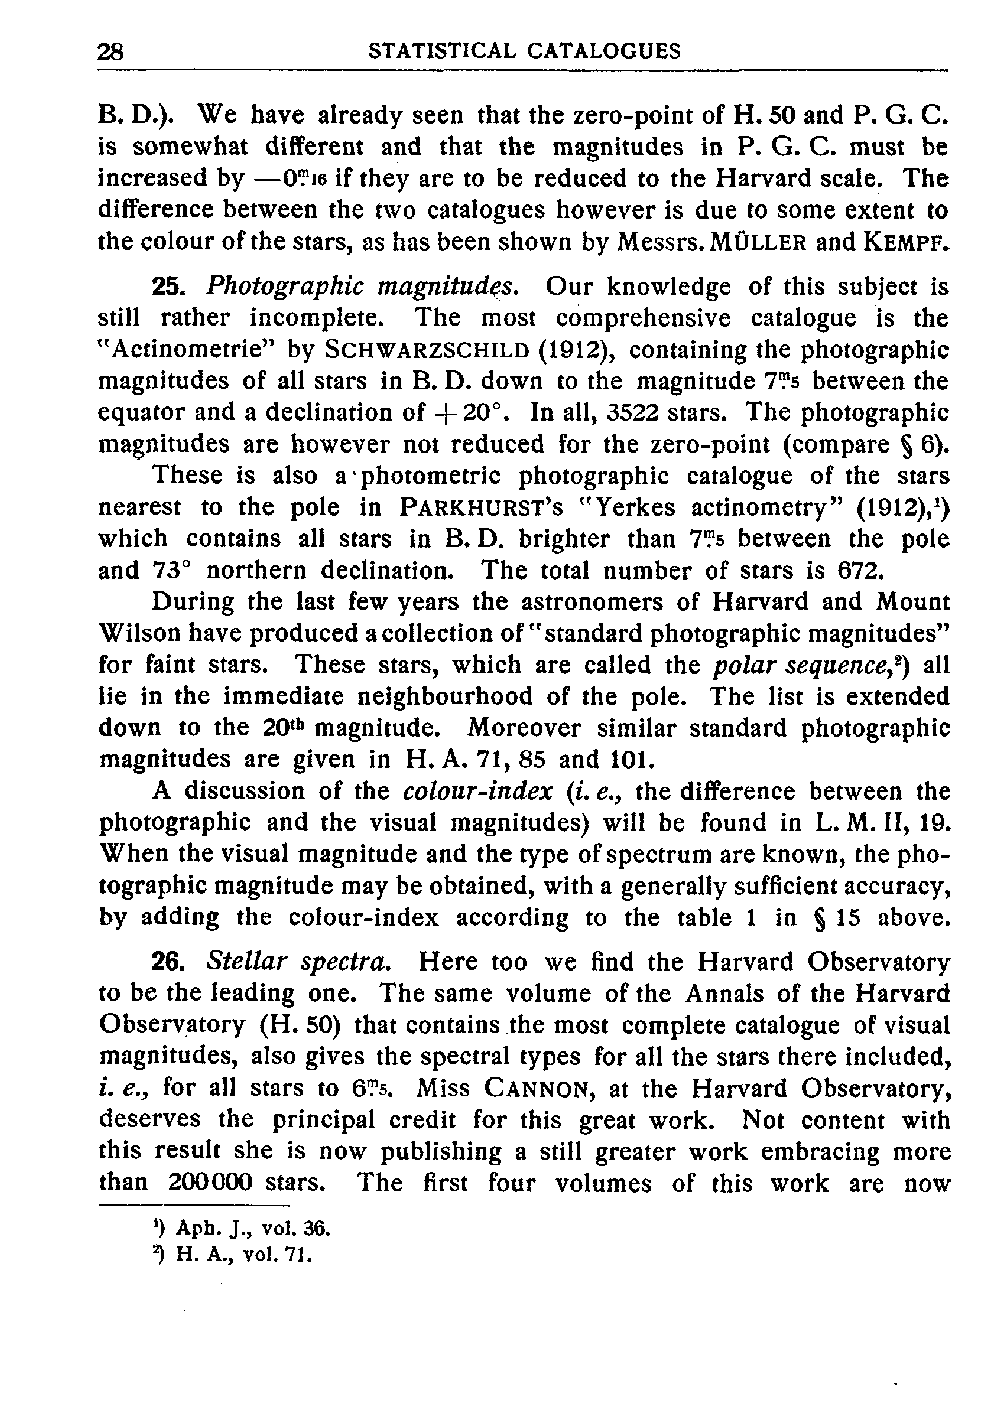 28 STATISTICAL CATALOGUES
B. D.). We have already seen that the zero-point of H. 50 and P. G. C.
is somewhat different and that the magnitudes in P. G. C. must be
increased by —0ᵐ.16 if they are to be reduced to the Harvard scale. The
difference between the two catalogues however is due to some extent to
the colour of the stars, as has been shown by Messrs. MÜLLER and KEMPF.
25. Photographic magnitudes. Our knowledge of this subject is
still rather incomplete. The most comprehensive catalogue is the
“Actinometrie” by SCHWARZSCHILD (1912), containing the photographic
magnitudes of all stars in B. D. down to the magnitude 7ᵐ.5 between the
equator and a declination of + 20°. In all, 3522 stars. The photographic
magnitudes are however not reduced for the zero-point (compare § 6).
These is also a photometric photographic catalogue of the stars
nearest to the pole in PARKHURST's “Yerkes actinometry” (1912),¹)
which contains all stars in B. D. brighter than 7ᵐ.5 between the pole
and 73° northern declination. The total number of stars is 672.
During the last few years the astronomers of Harvard and Mount
Wilson have produced a collection of “standard photographic magnitudes”
for faint stars. These stars, which are called the polar sequence,²) all
lie in the immediate neighbourhood of the pole. The list is extended
down to the 20ᵗʰ magnitude. Moreover similar standard photographic
magnitudes are given in H. A. 71, 85 and 101.
A discussion of the colour-index (i. e., the difference between the
photographic and the visual magnitudes) will be found in L. M. II, 19.
When the visual magnitude and the type of spectrum are known, the pho-
tographic magnitude may be obtained, with a generally sufficient accuracy,
by adding the colour-index according to the table 1 in § 15 above.
26. Stellar spectra. Here too we find the Harvard Observatory
to be the leading one. The same volume of the Annals of the Harvard
Observatory (H. 50) that contains the most complete catalogue of visual
magnitudes, also gives the spectral types for all the stars there included,
i. e., for all stars to 6ᵐ.5. Miss CANNON, at the Harvard Observatory,
deserves the principal credit for this great work. Not content with
this result she is now publishing a still greater work embracing more
than 200000 stars. The first four volumes of this work are now
¹) Aph. J., vol. 36.
²) H. A., vol. 71.